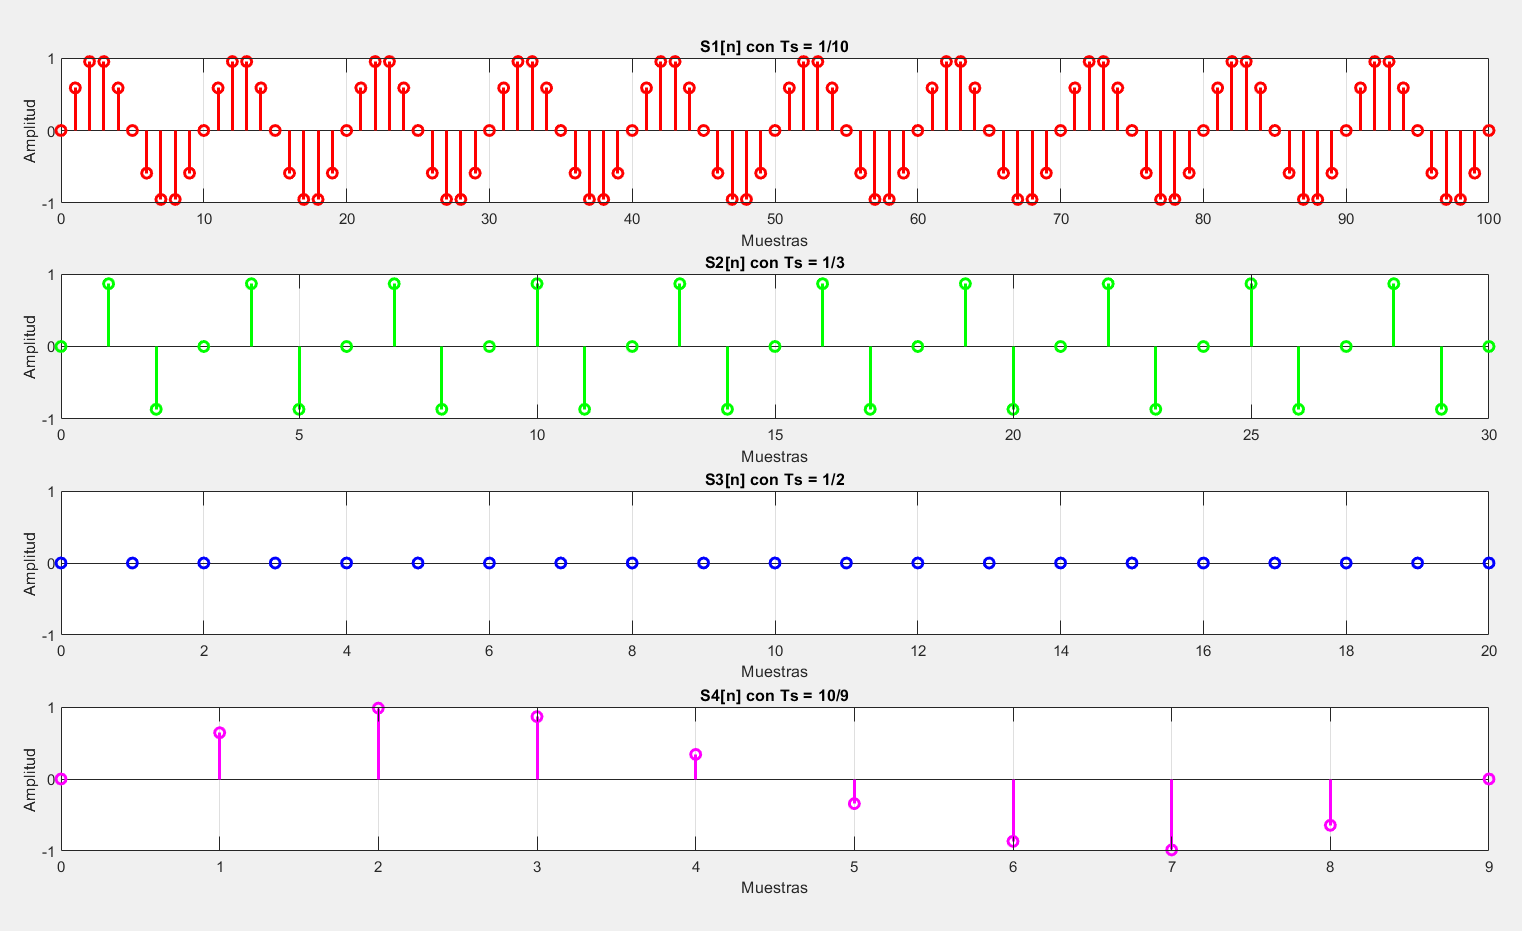 S1[n] con Ts = 1/10
1
0
-1
Amplitud
0 10 20 30 40 50 60 70 80 90 100
Muestras
S2[n] con Ts = 1/3
1
0
-1
Amplitud
0 5 10 15 20 25 30
Muestras
S3[n] con Ts = 1/2
1
0
-1
Amplitud
0 2 4 6 8 10 12 14 16 18 20
Muestras
S4[n] con Ts = 10/9
1
0
-1
Amplitud
0 1 2 3 4 5 6 7 8 9
Muestras